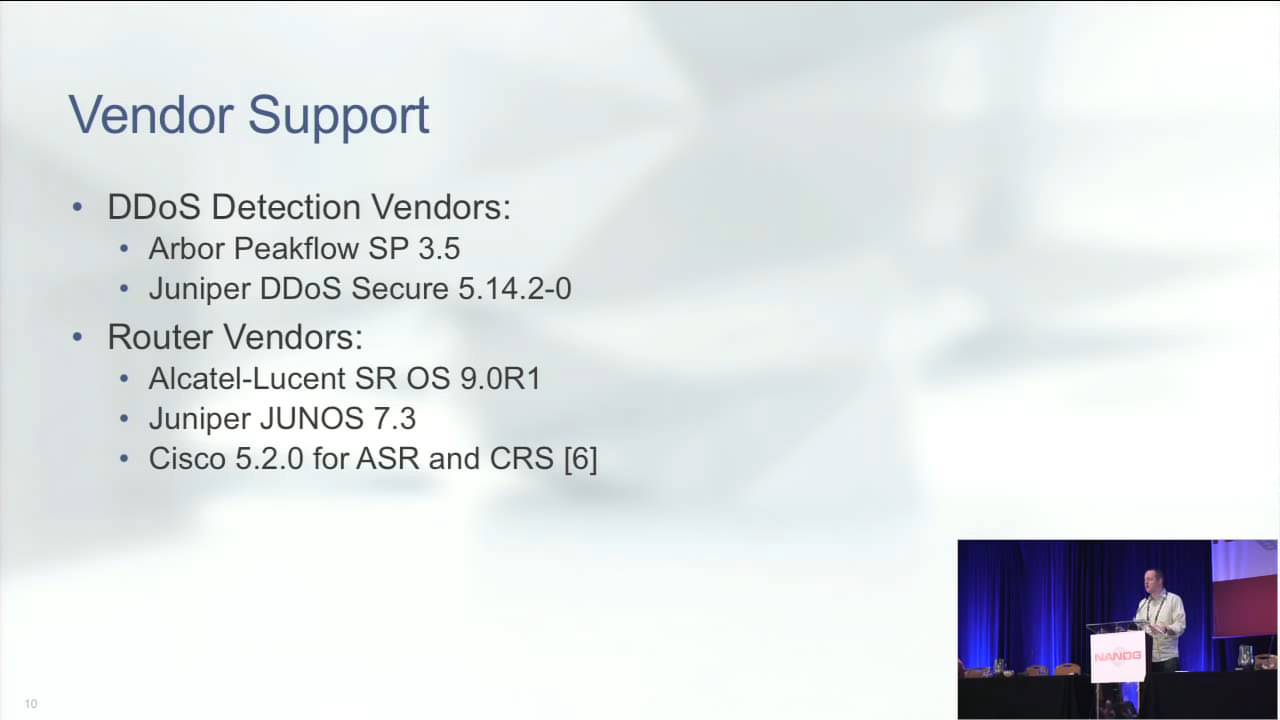 Vendor Support
• DDoS Detection Vendors:
• Arbor Peakflow SP 3.5
• Juniper DDoS Secure 5.14.2-0
• Router Vendors:
• Alcatel-Lucent SR OS 9.0R1
• Juniper JUNOS 7.3
• Cisco 5.2.0 for ASR and CRS [6]
NANOG
10